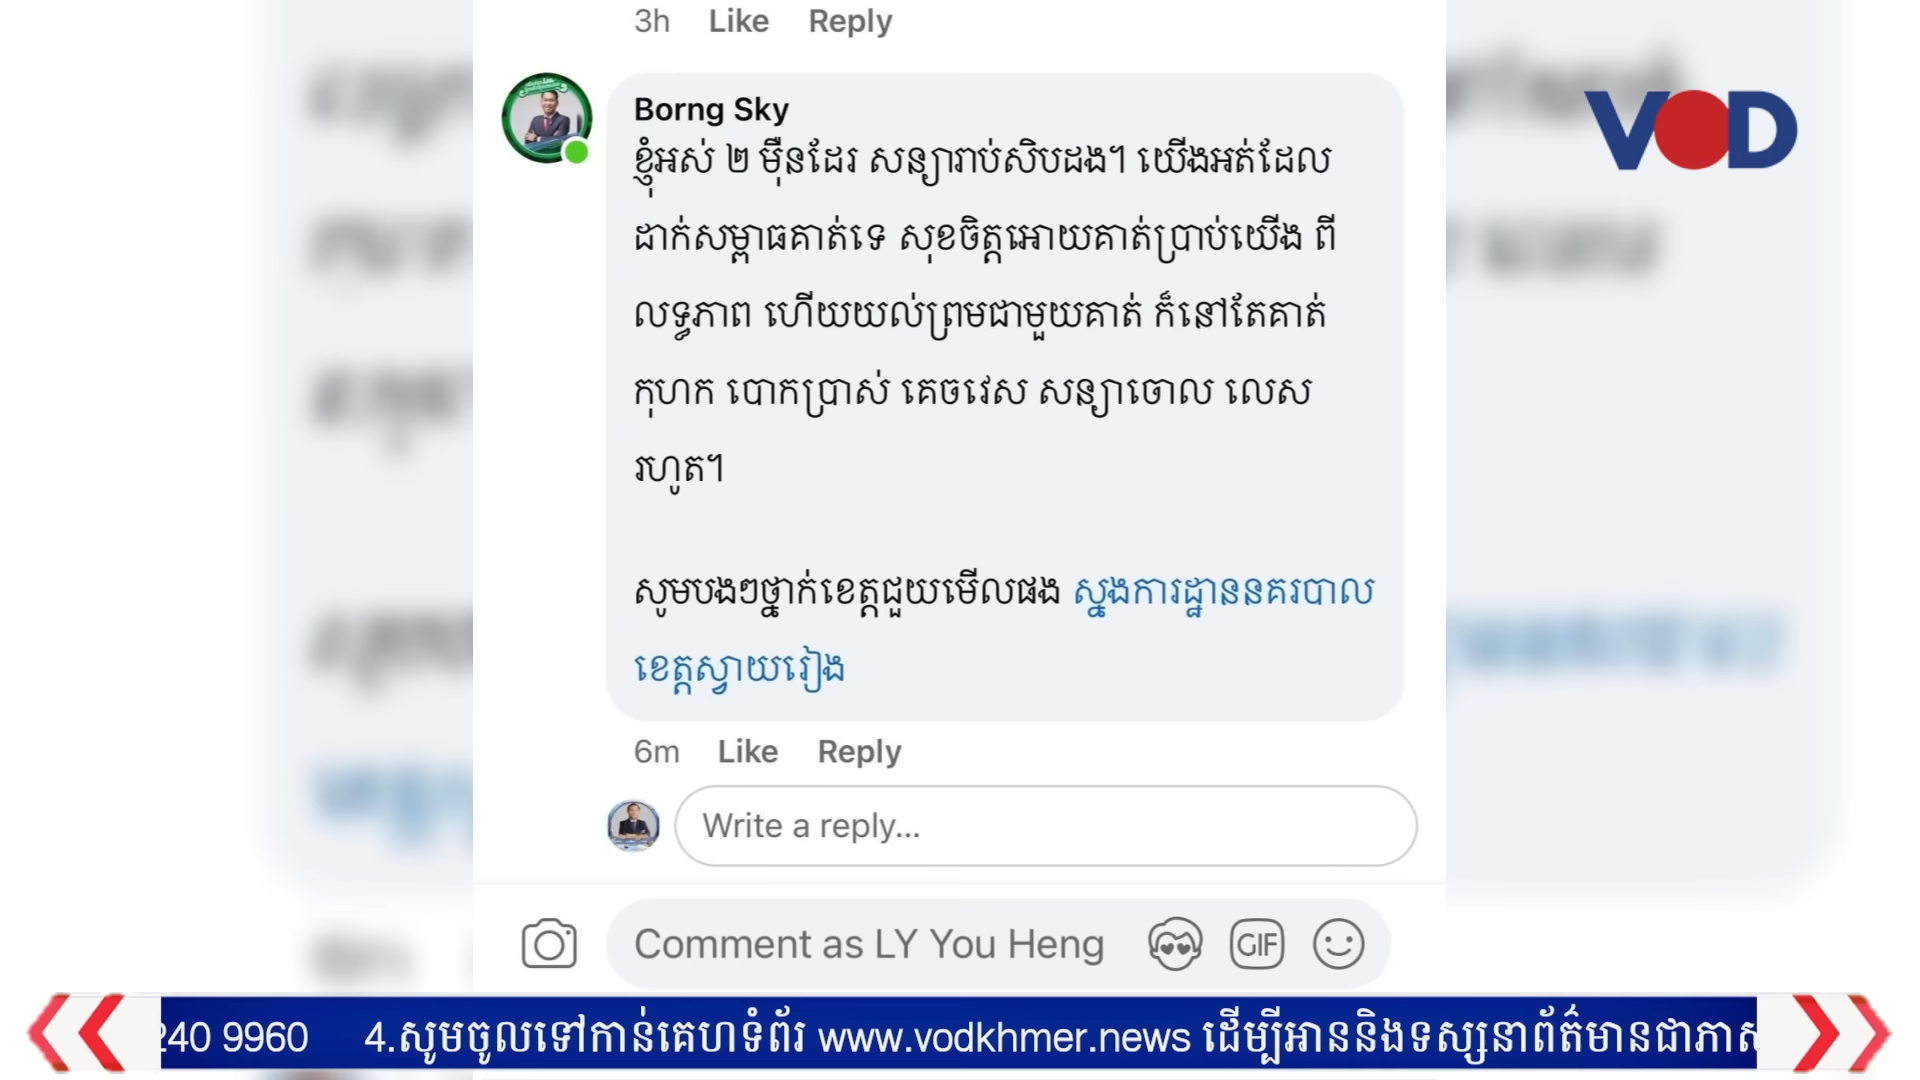 3h Like Reply
Borng Sky
ខ្ញុំអស់ ២ ម៉ឺនដែរ សន្យារាប់សិបដង។ យើងអត់ដែល
ដាក់សម្ពាធគាត់ទេ សុខចិត្តអោយគាត់ប្រាប់យើង ពី
លទ្ធភាព ហើយយល់ព្រមជាមួយគាត់ ក៏នៅតែគាត់
កុហក បោកប្រាស់ គេចវេស សន្យាចោល លេស
រហូត។
សូមបងៗថ្នាក់ខេត្តជួយមើលផង ស្នងការដ្ឋាននគរបាល
ខេត្តស្វាយរៀង
6m Like Reply
Write a reply...
Comment as LY You Heng
GIF
VOD
240 9960 4.សូមចូលទៅកាន់គេហទំព័រ www.vodkhmer.news ដើម្បីអាននិងទស្សនាព័ត៌មានជាភាស